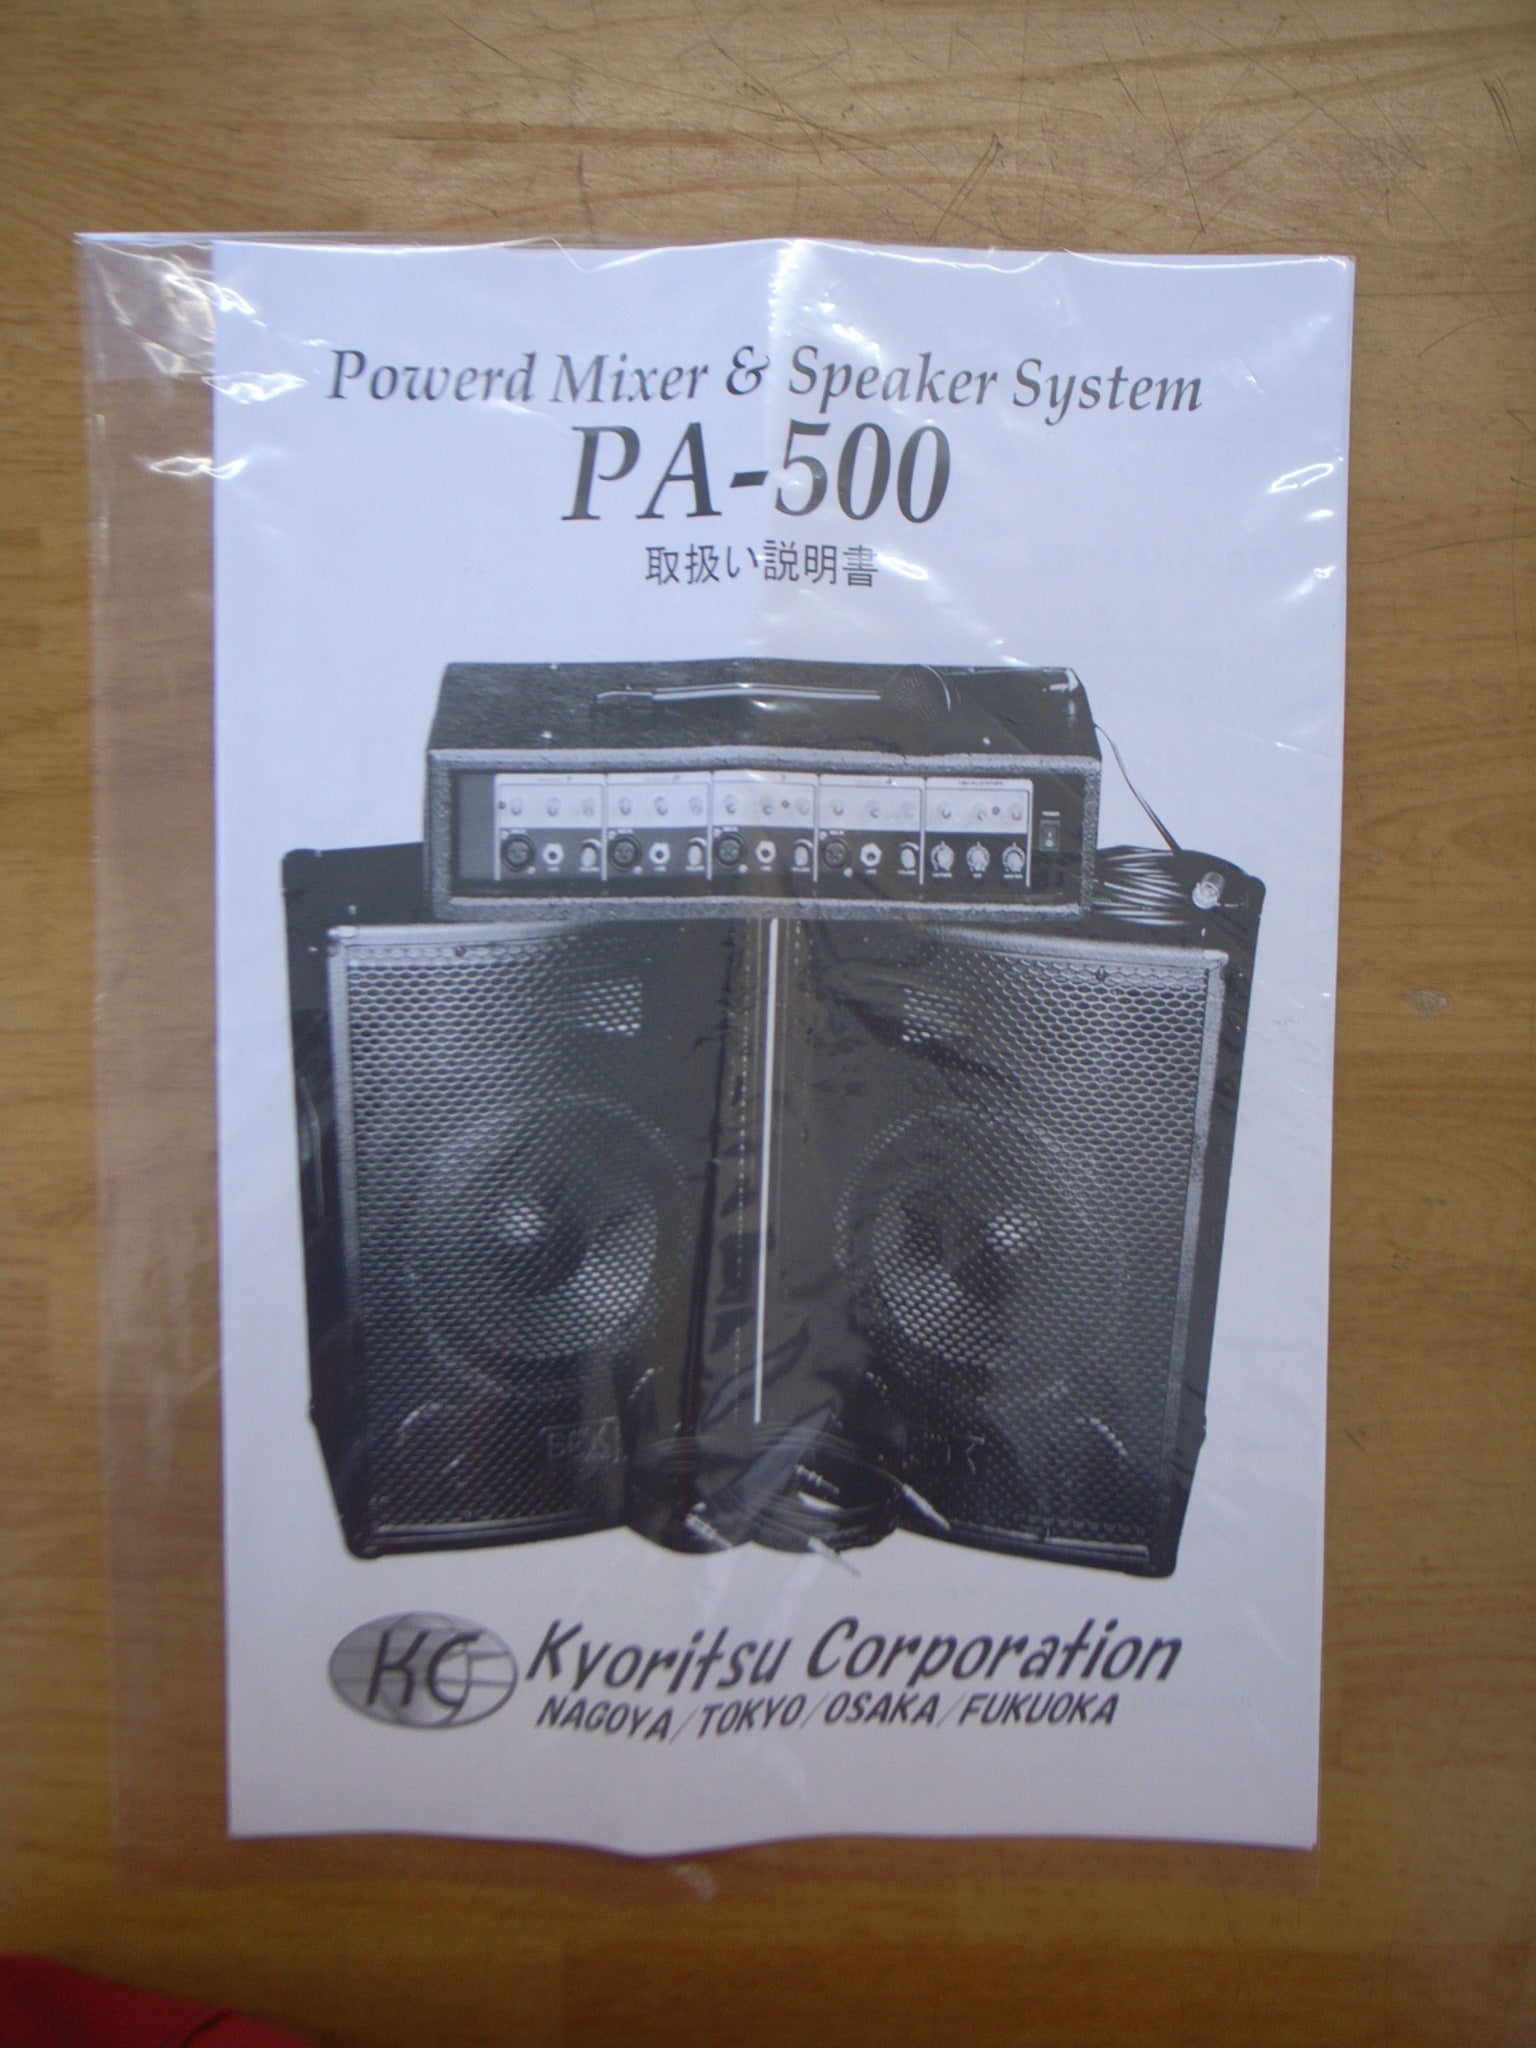 Powerd Mixer & Speaker System
PA-500
取扱い説明書
KC Kyoritsu Corporation
NAGOYA/TOKYO/OSAKA/FUKUOKA